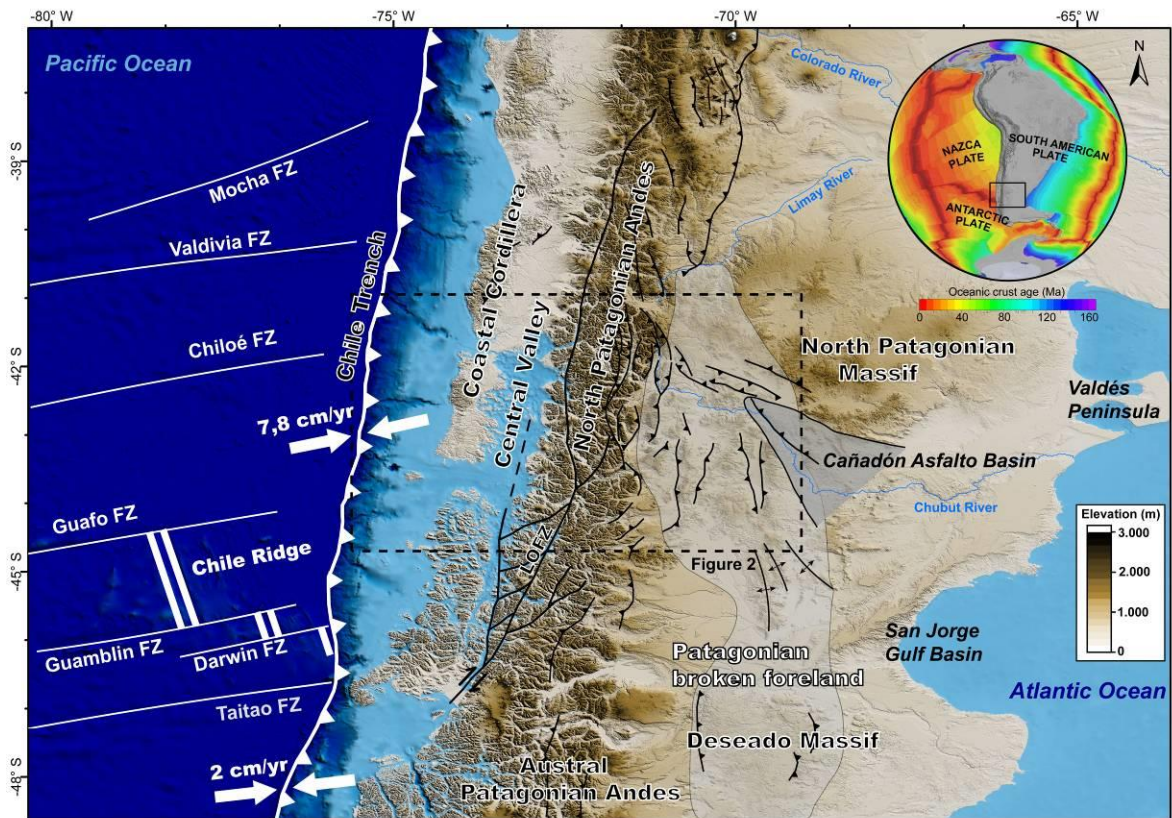 -80° W
-75° W
-70° W
-65° W
Pacific Ocean
Colorado River
N
-39° S
Mocha FZ
NAZCA
PLATE
SOUTH AMERICAN
PLATE
ANTARCTIC
PLATE
Limay River
Valdivia FZ
Oceanic crust age (Ma)
0
40
80
120
160
Chile Trench
Coastal Cordillera
Central Valley
North Patagonian Andes
-42° S
Chiloé FZ
North Patagonian
Massif
Valdés
Peninsula
7,8 cm/yr
Cañadón Asfalto Basin
Chubut River
Guafo FZ
Chile Ridge
LOFZ
-45° S
Figure 2
Elevation (m)
3.000
2.000
1.000
0
Guamblin FZ
Darwin FZ
San Jorge
Gulf Basin
Patagonian
broken foreland
Atlantic Ocean
Taitao FZ
Deseado Massif
-48° S
2 cm/yr
Austral
Patagonian Andes